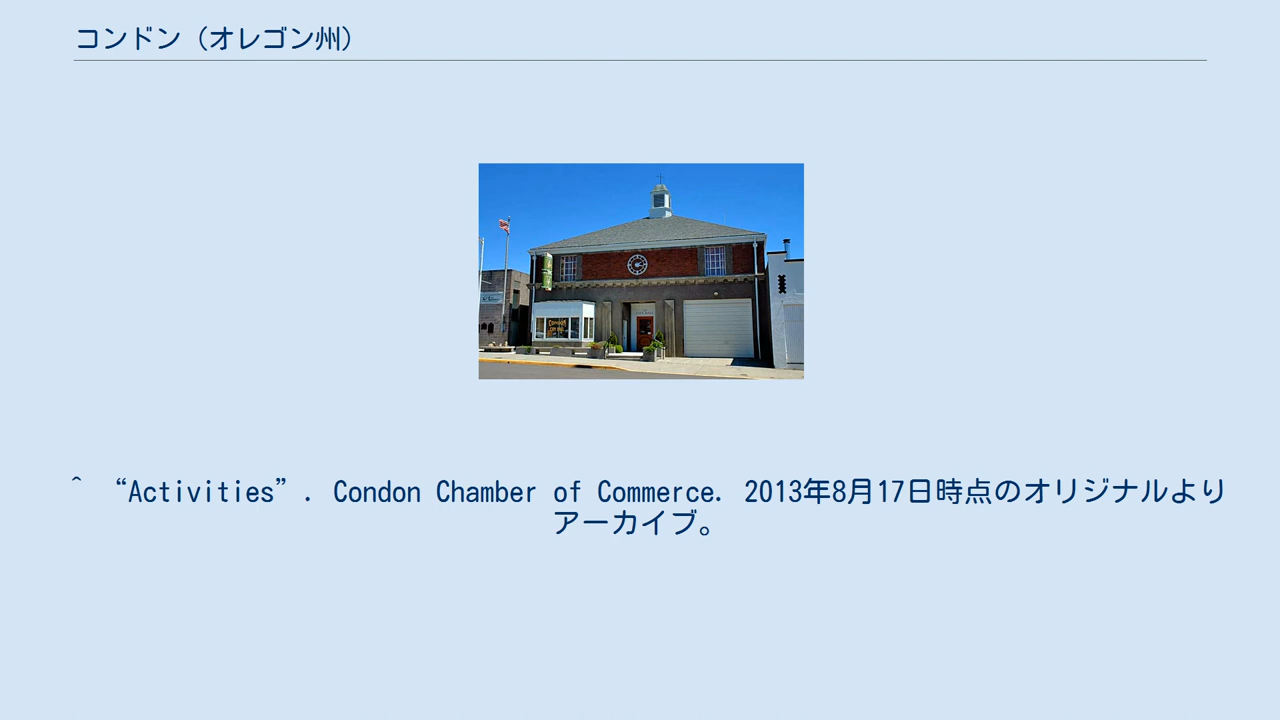 コンドン（オレゴン州）
^ “Activities”. Condon Chamber of Commerce. 2013年8月17日時点のオリジナルより
アーカイブ。